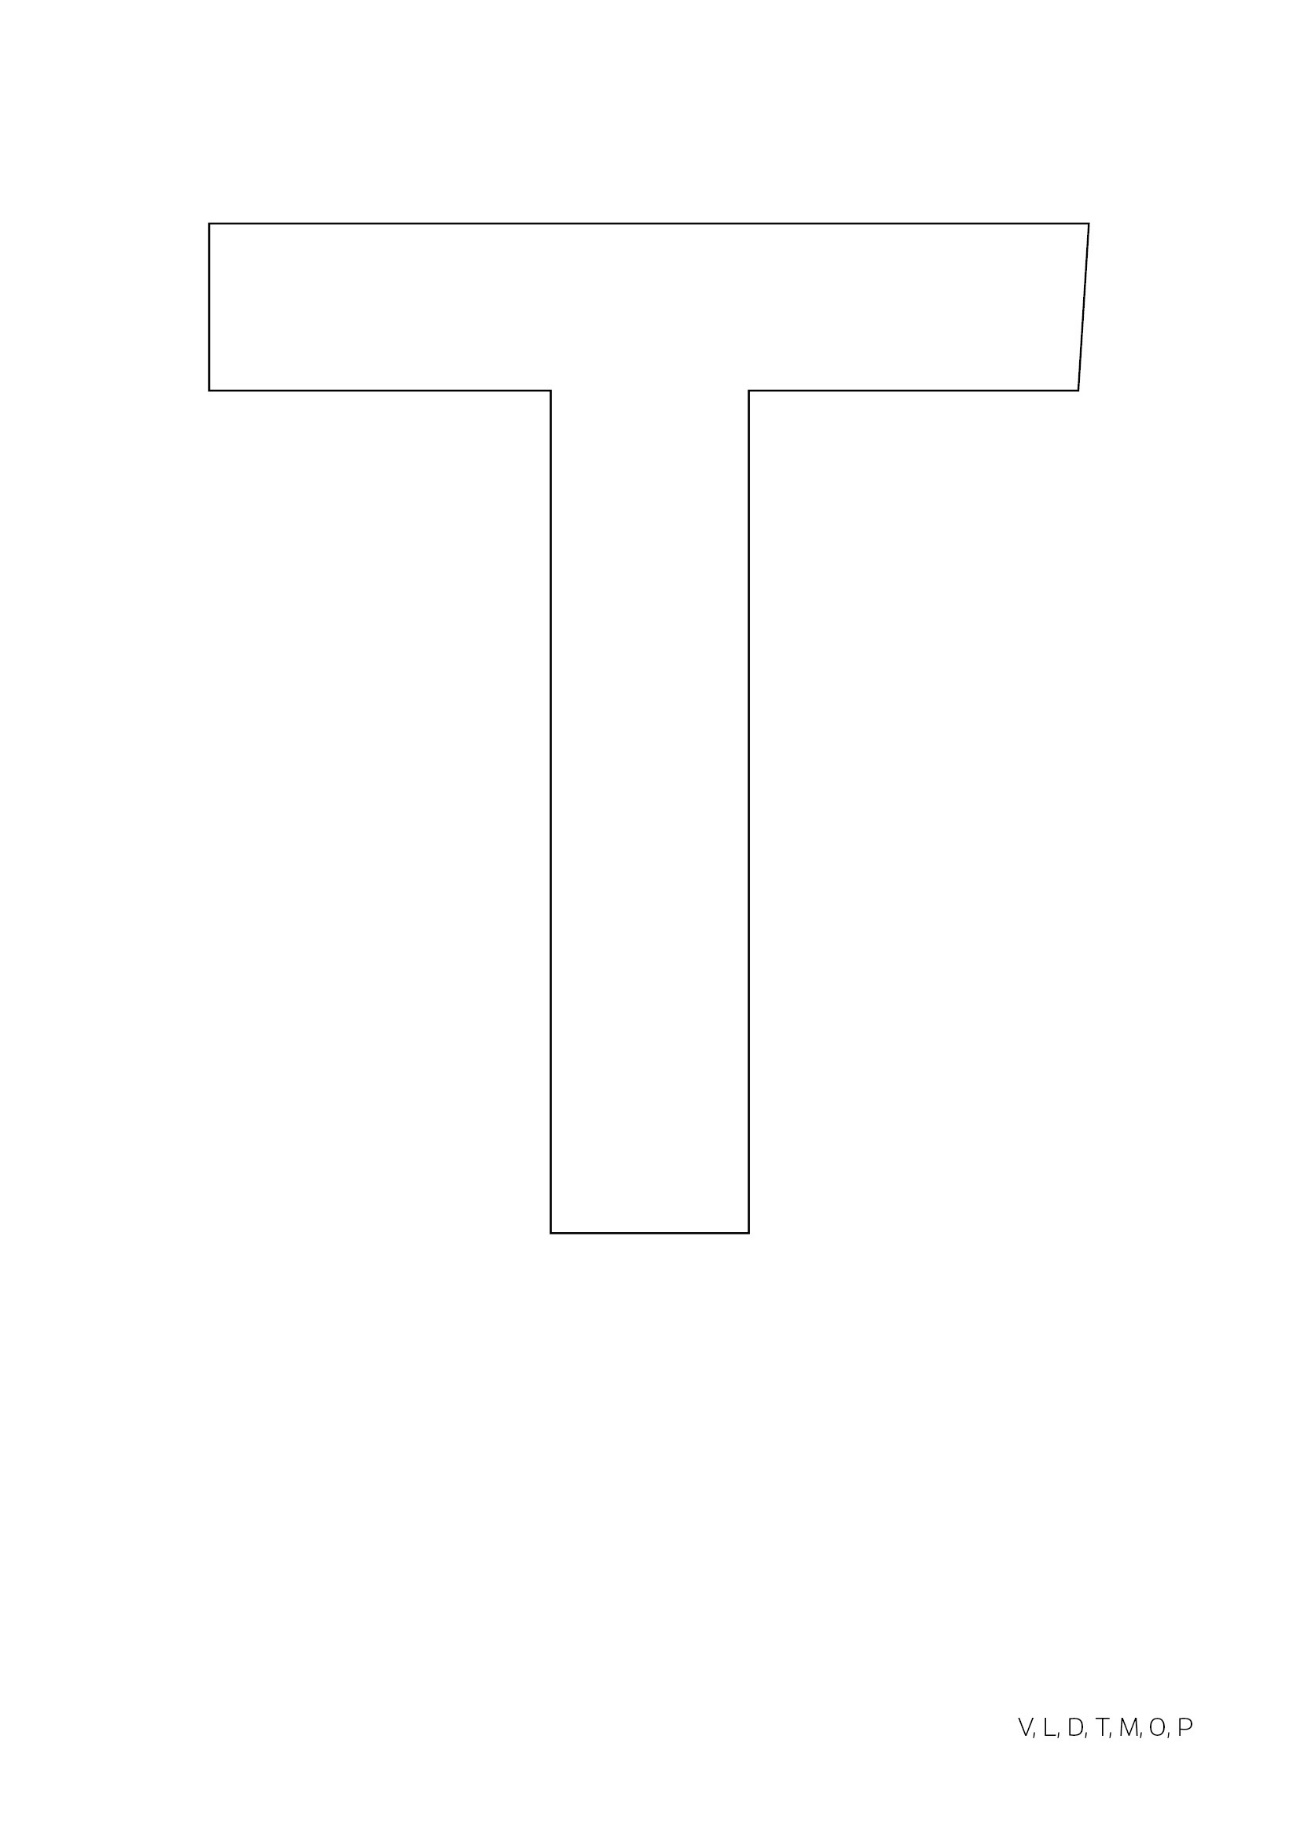 T
V, L, D, T, M, O, P